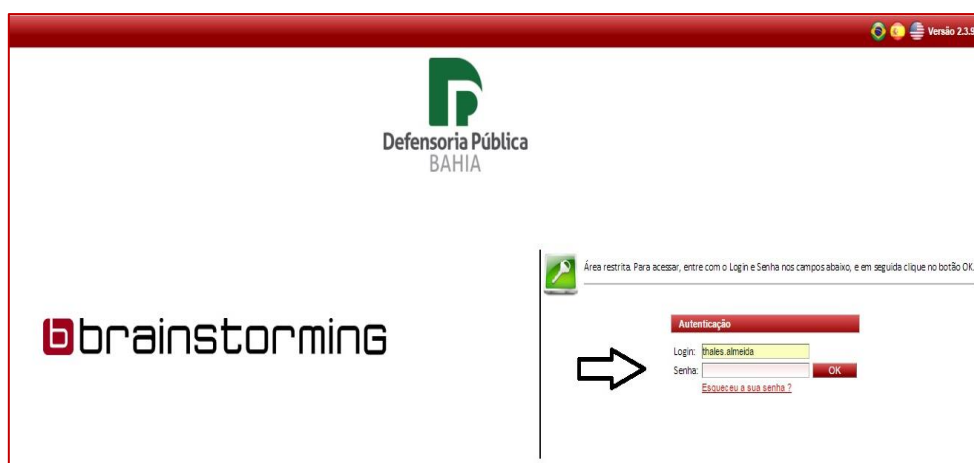 Versão 2.3.9
Defensoria Pública
BAHIA
Área restrita. Para acessar, entre com o Login e Senha nos campos abaixo, e em seguida clique no botão OK.
brainstorming
Autenticação
Login: thales.almeida
Senha: OK
Esqueceu a sua senha ?